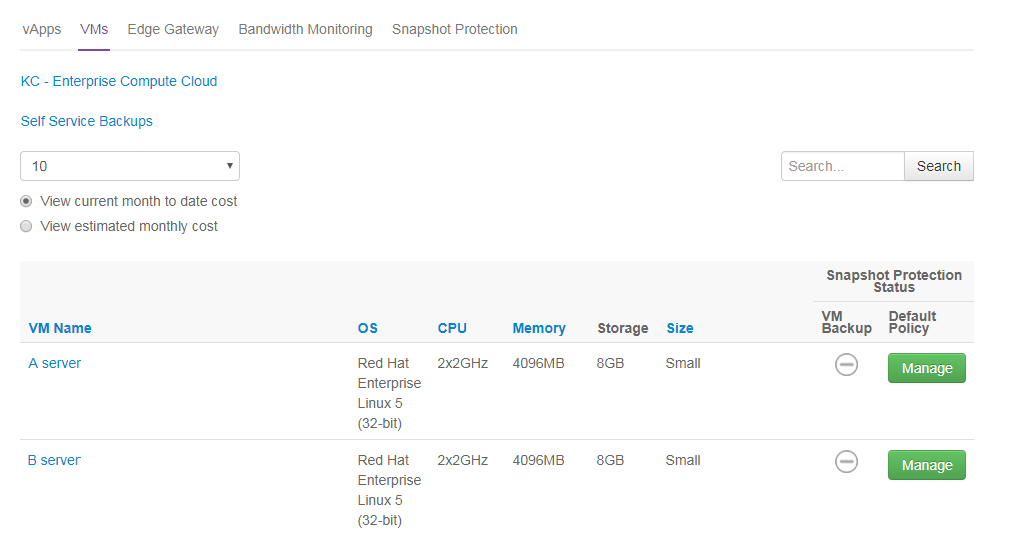 vApps VMs Edge Gateway Bandwidth Monitoring Snapshot Protection
KC - Enterprise Compute Cloud
Self Service Backups
10
Search... Search
View current month to date cost
View estimated monthly cost
Snapshot Protection
Status
VM Name OS CPU Memory Storage Size VM
Backup Default
Policy
A server Red Hat
Enterprise
Linux 5
(32-bit) 2x2GHz 4096MB 8GB Small Manage
B server Red Hat
Enterprise
Linux 5
(32-bit) 2x2GHz 4096MB 8GB Small Manage